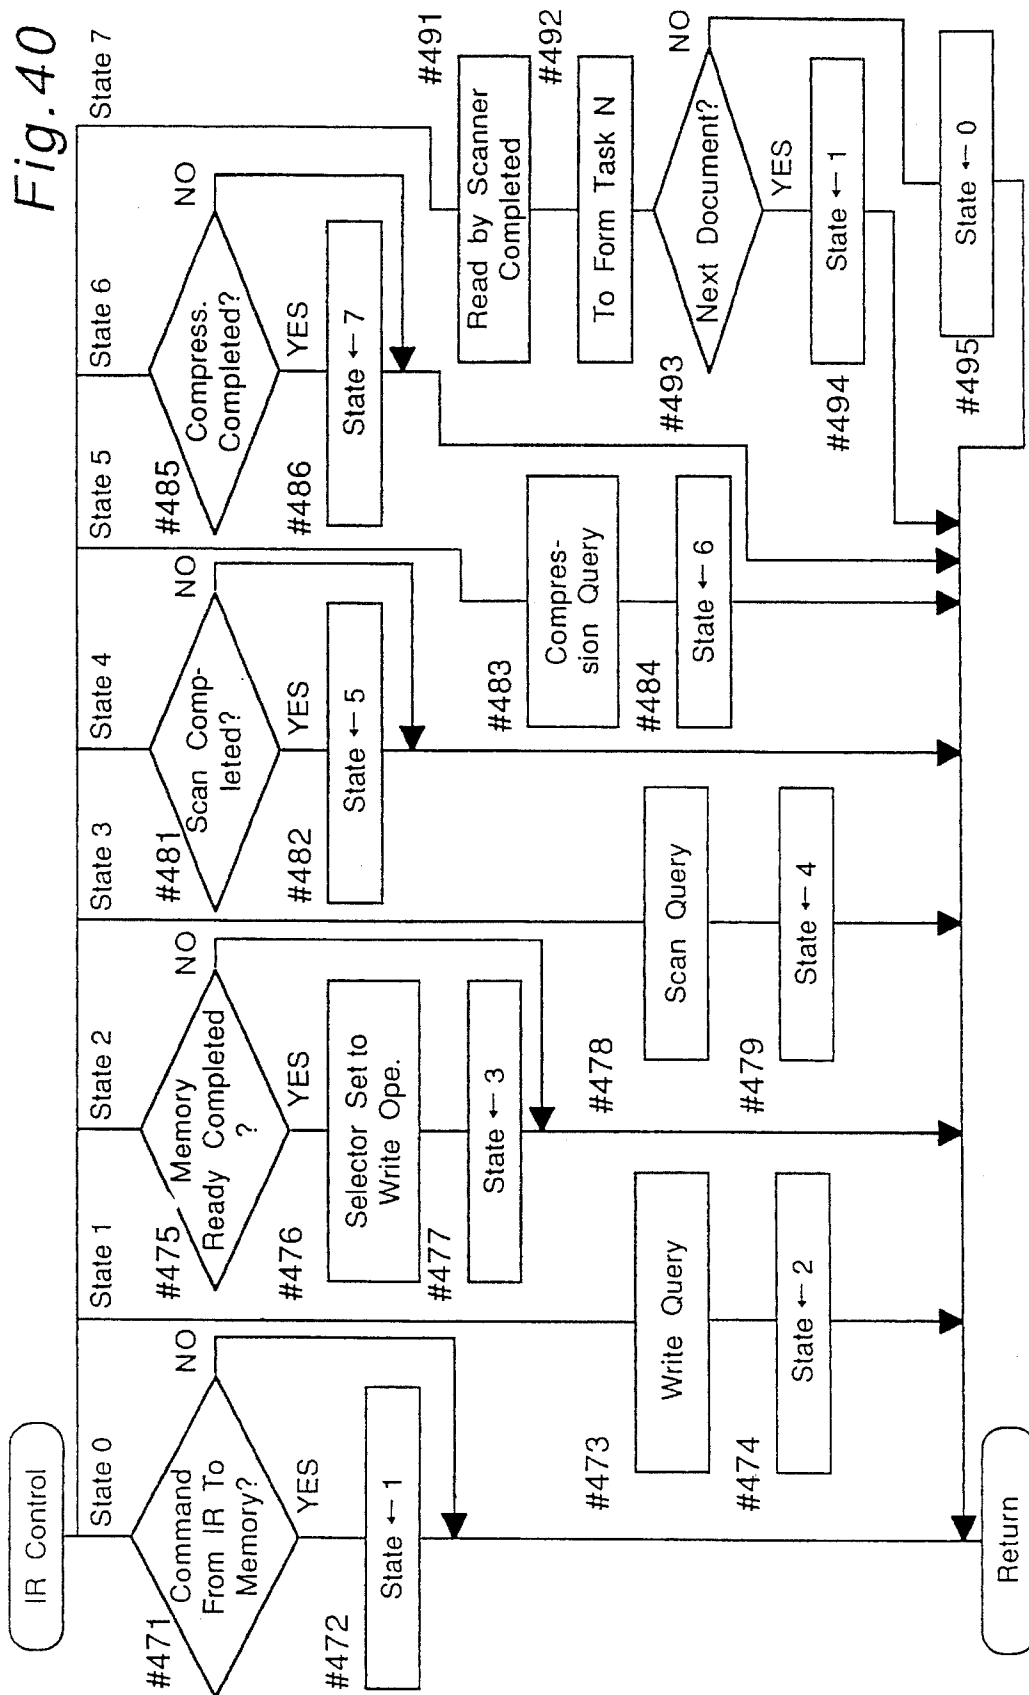 Fig.40
IR Control
State 0
#471
Command
From IR To
Memory?
NO
YES
#472
State ← 1
State 1
#473
Write Query
#474
State ← 2
State 2
#475
Memory
Ready Completed
?
NO
YES
#476
Selector Set to
Write Ope.
#477
State ← 3
State 3
#478
Scan Query
#479
State ← 4
State 4
#481
Scan Comp-
leted?
NO
YES
#482
State ← 5
State 5
#483
Compres-
sion Query
#484
State ← 6
State 6
#485
Compress.
Completed?
NO
YES
#486
State ← 7
State 7
#491
Read by Scanner
Completed
#492
To Form Task N
#493
Next Document?
NO
YES
#494
State ← 1
#495
State ← 0
Return